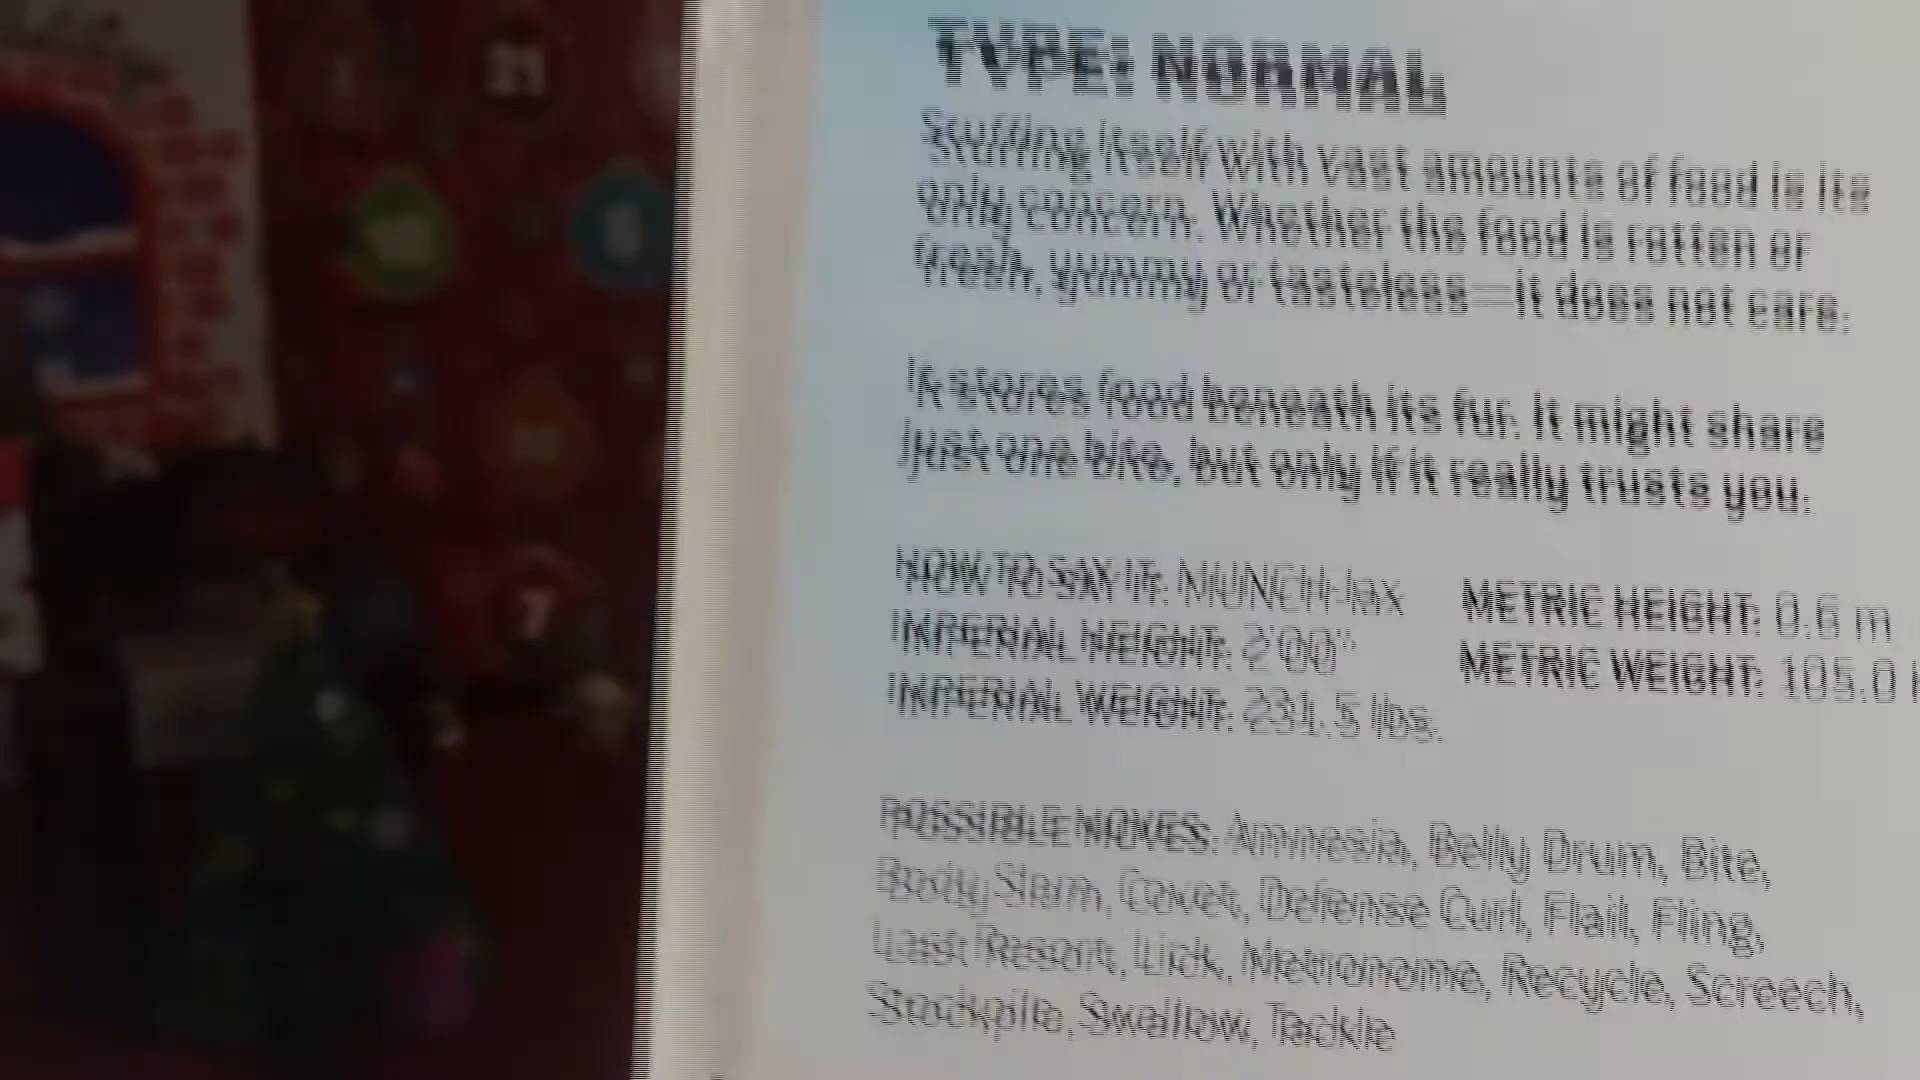 21
7
TYPE: NORMAL
Stuffing itself with vast amounts of food is its
only concern. Whether the food is rotten or
fresh, yummy or tasteless—it does not care.
It stores food beneath its fur. It might share
just one bite, but only if it really trusts you.
HOW TO SAY IT: MUNCH-lax
METRIC HEIGHT: 0.6 m
IMPERIAL HEIGHT: 2'00"
METRIC WEIGHT: 105.0 k
IMPERIAL WEIGHT: 231.5 lbs.
POSSIBLE MOVES: Amnesia, Belly Drum, Bite,
Body Slam, Covet, Defense Curl, Flail, Fling,
Last Resort, Lick, Metronome, Recycle, Screech,
Stockpile, Swallow, Tackle